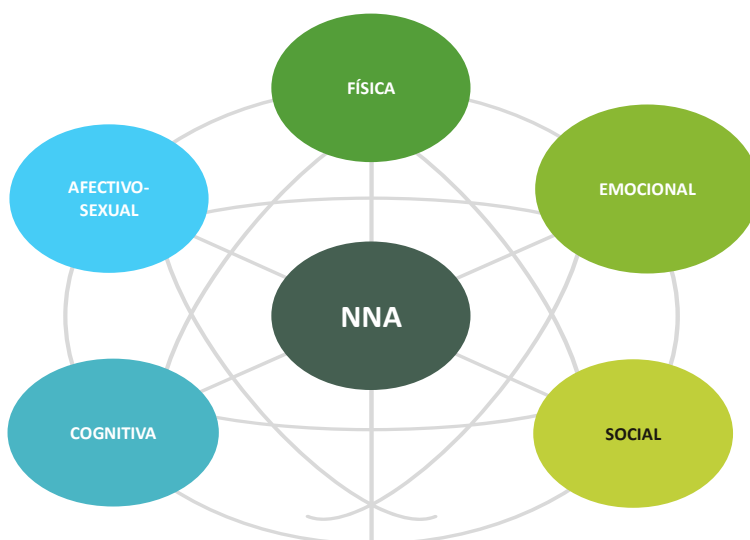 FÍSICA
AFECTIVO-
SEXUAL
EMOCIONAL
NNA
COGNITIVA
SOCIAL